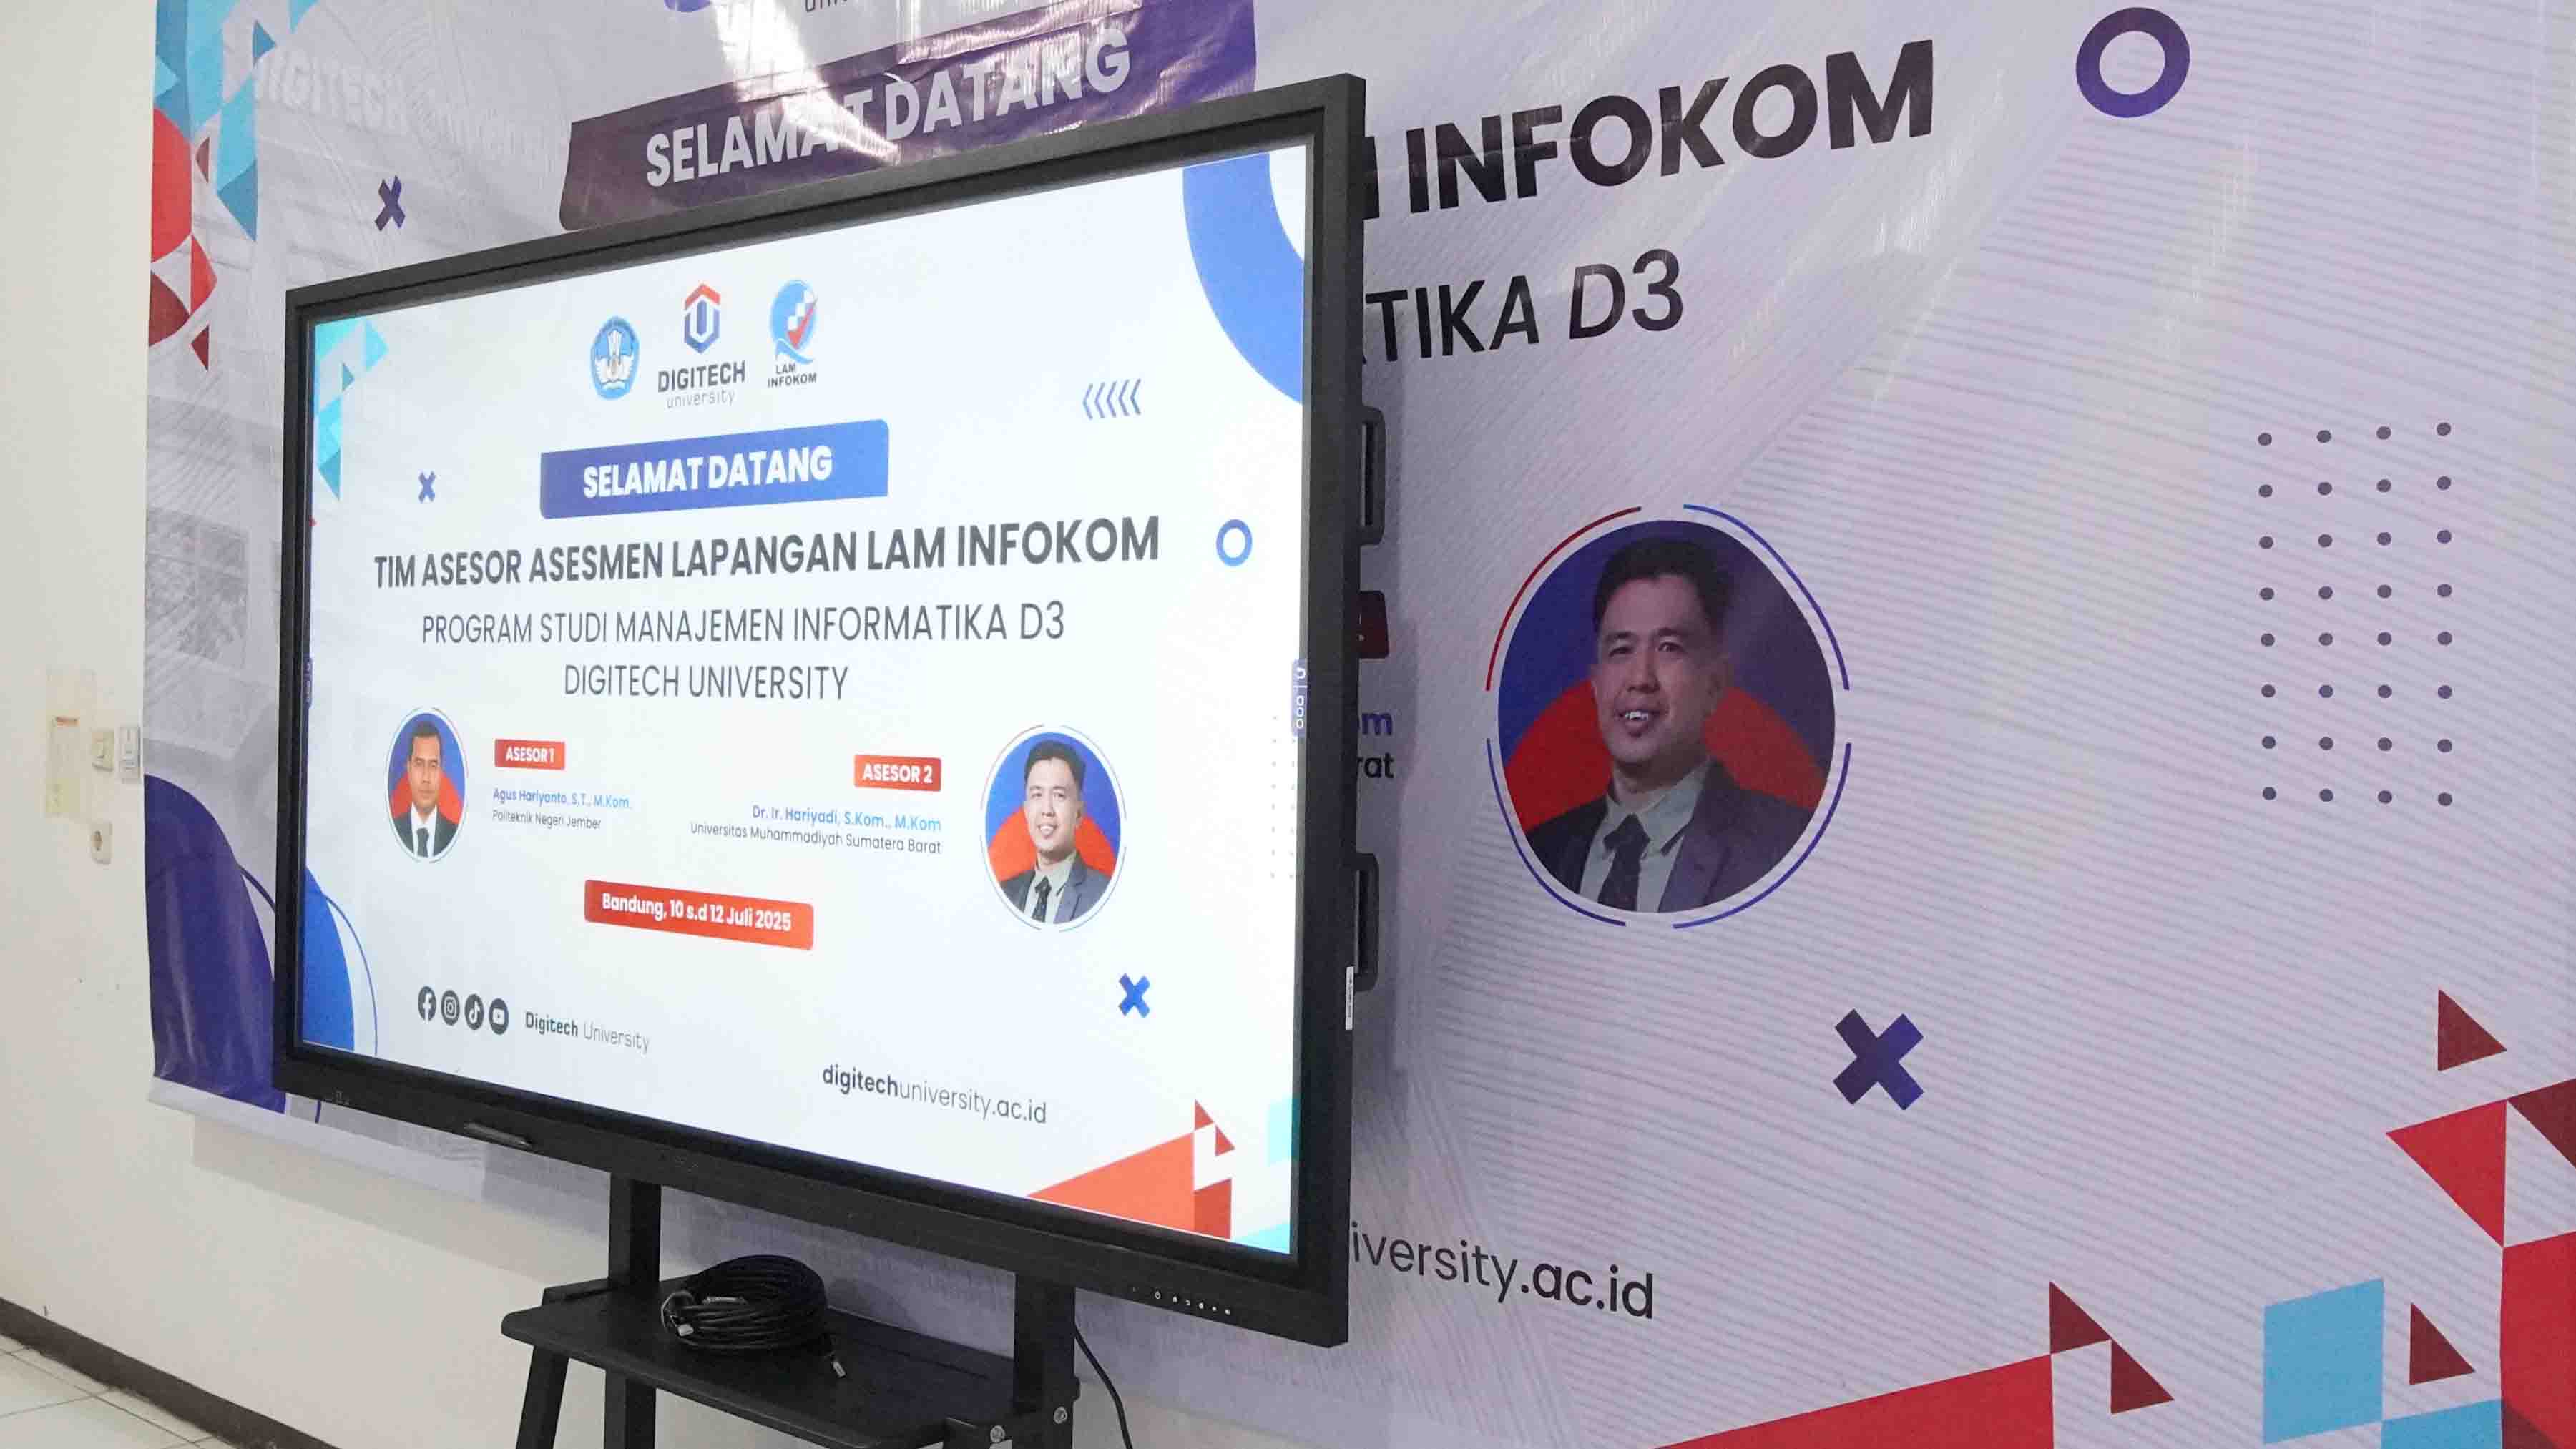 DIGITECH
SELAMAT DATANG
INFOKOM
TIKA D3
rat
iversity.ac.id
DIGITECH
university
LAM
INFOKOM
SELAMAT DATANG
TIM ASESOR ASESMEN LAPANGAN LAM INFOKOM
PROGRAM STUDI MANAJEMEN INFORMATIKA D3
DIGITECH UNIVERSITY
ASESOR 1
Agus Hariyanto, S.T., M.Kom.
Politeknik Negeri Jember
ASESOR 2
Dr. Ir. Hariyadi, S.Kom., M.Kom
Universitas Muhammadiyah Sumatera Barat
Bandung, 10 s.d 12 Juli 2025
Digitech University
digitechuniversity.ac.id